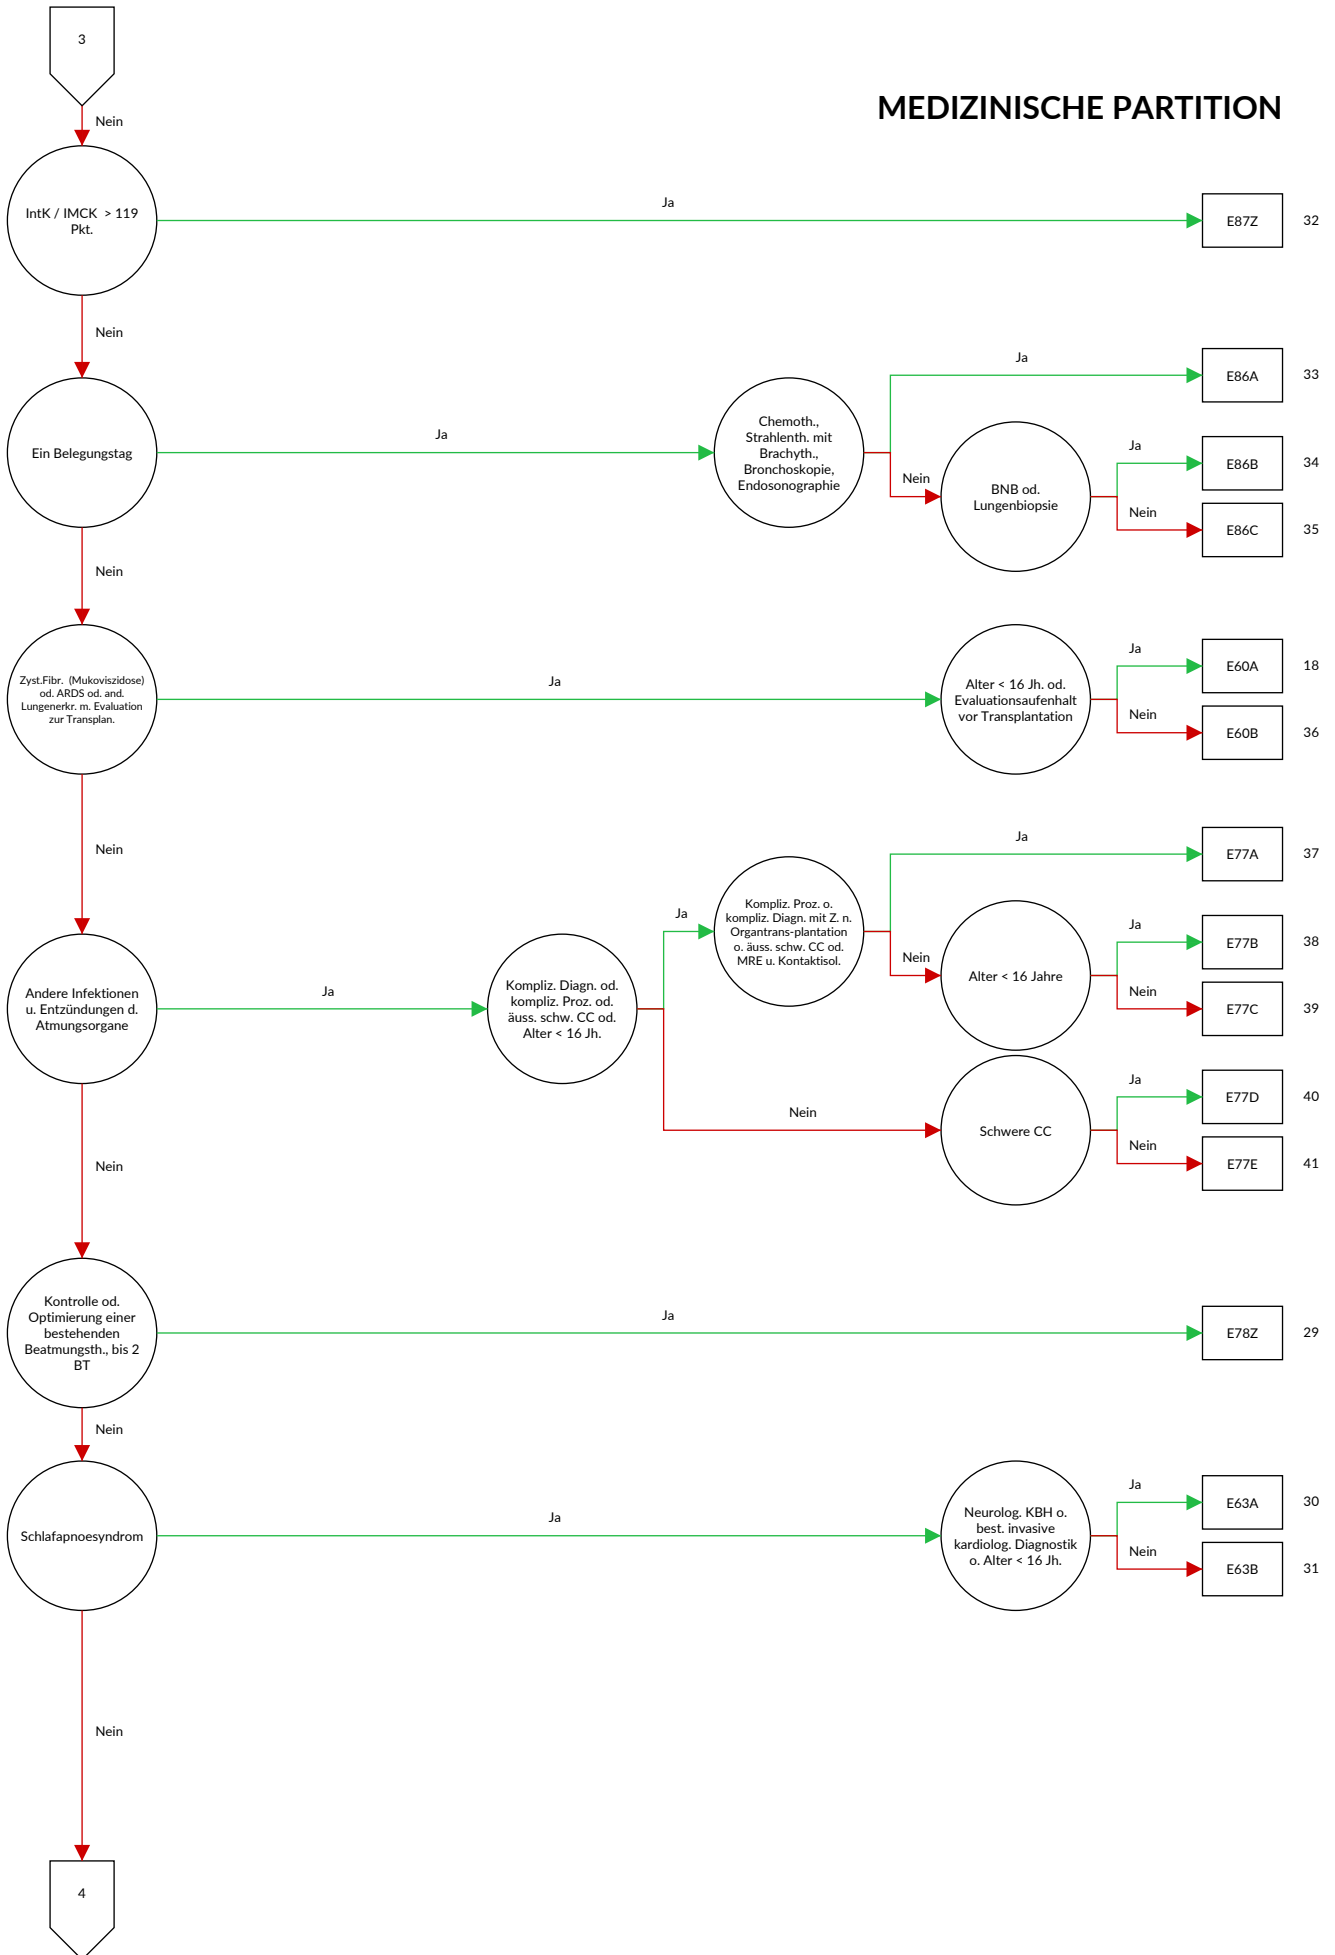 3
MEDIZINISCHE PARTITION
Nein
IntK / IMCK > 119
Pkt.
Ja
E87Z
32
Nein
Ein Belegungstag
Ja
Chemoth.,
Strahlenth. mit
Brachyth.,
Bronchoskopie,
Endosonographie
Ja
E86A
33
Nein
BNB od.
Lungenbiopsie
Ja
E86B
34
Nein
E86C
35
Nein
Zyst.Fibr. (Mukoviszidose)
od. ARDS od. and.
Lungenerkr. m. Evaluation
zur Transplan.
Ja
Alter < 16 Jh. od.
Evaluationsaufenhalt
vor Transplantation
Ja
E60A
18
Nein
E60B
36
Nein
Andere Infektionen
u. Entzündungen d.
Atmungsorgane
Ja
Kompliz. Diagn. od.
kompliz. Proz. od.
äuss. schw. CC od.
Alter < 16 Jh.
Ja
Kompliz. Proz. o.
kompliz. Diagn. mit Z. n.
Organtrans-plantation
o. äuss. schw. CC od.
MRE u. Kontaktisol.
Ja
E77A
37
Nein
Alter < 16 Jahre
Ja
E77B
38
Nein
E77C
39
Nein
Schwere CC
Ja
E77D
40
Nein
E77E
41
Nein
Kontrolle od.
Optimierung einer
bestehenden
Beatmungsth., bis 2
BT
Ja
E78Z
29
Nein
Schlafapnoesyndrom
Ja
Neurolog. KBH o.
best. invasive
kardiolog. Diagnostik
o. Alter < 16 Jh.
Ja
E63A
30
Nein
E63B
31
Nein
4